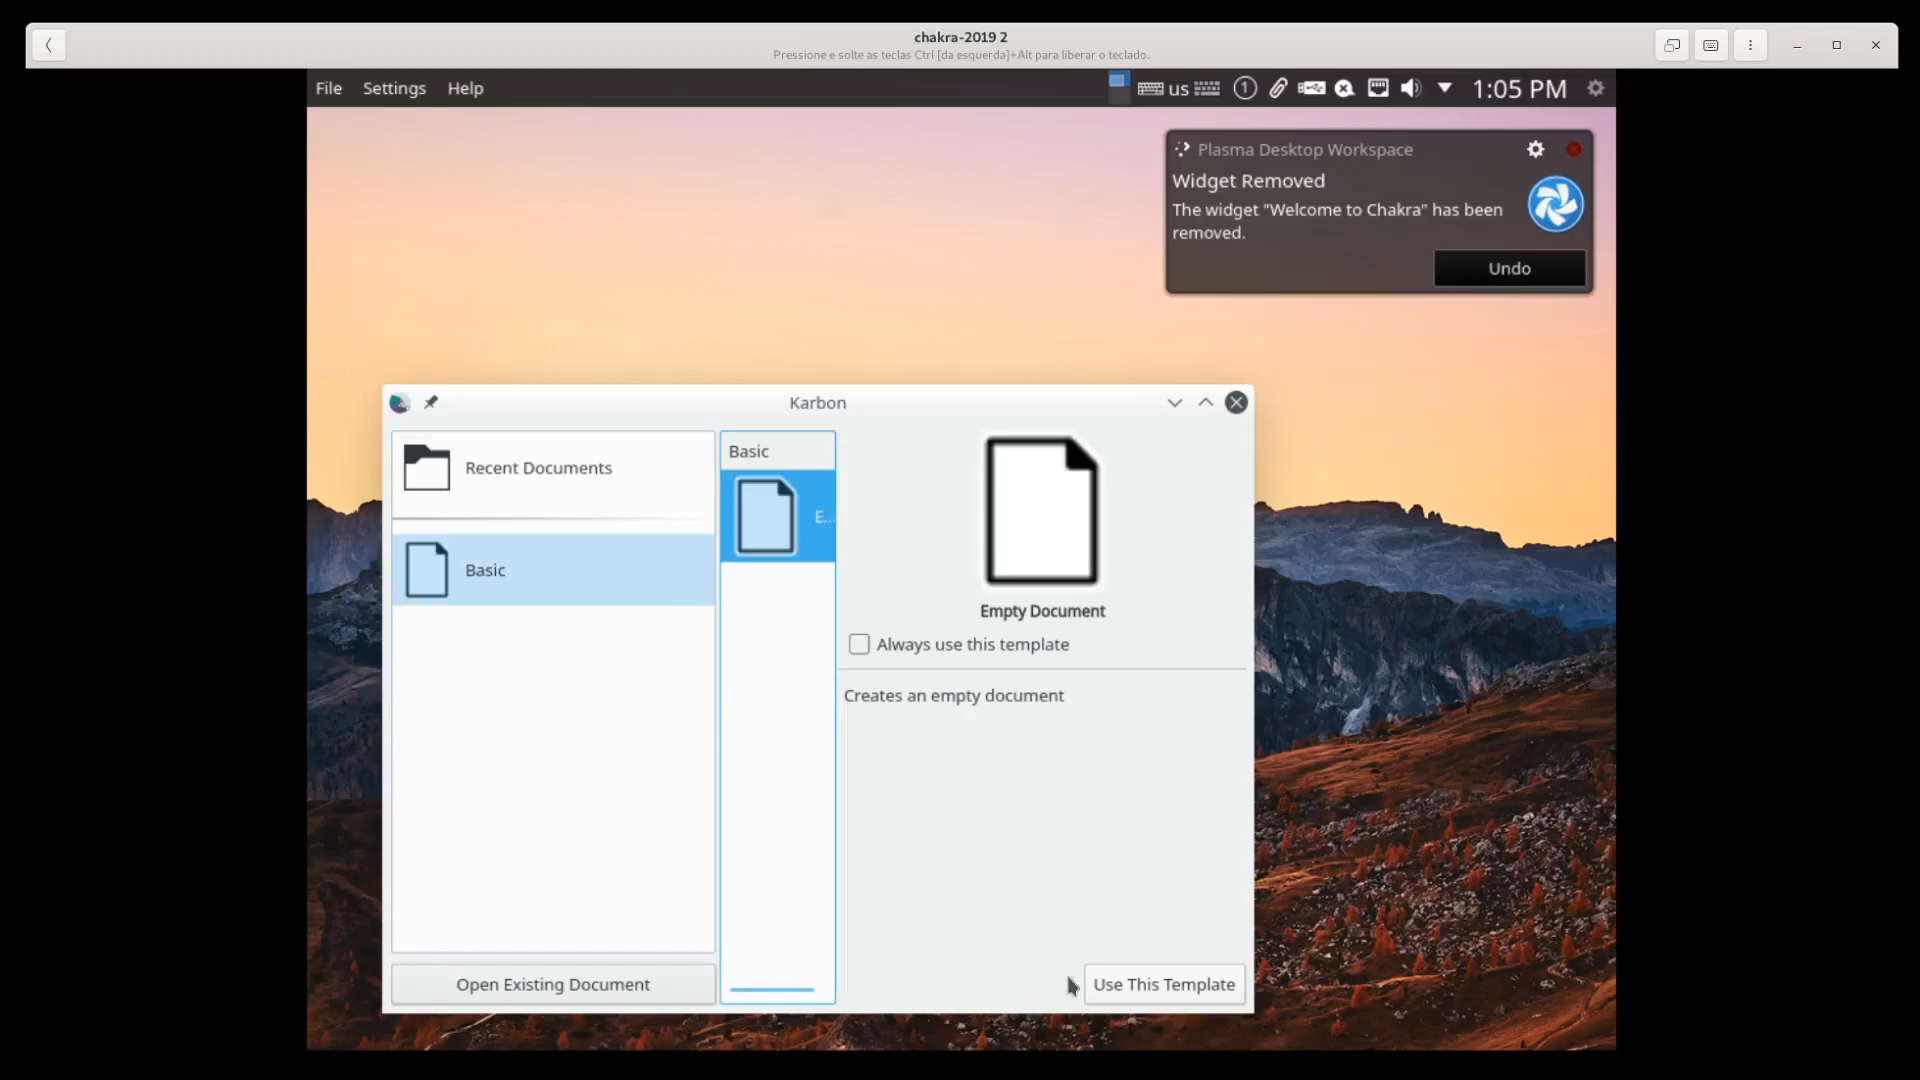 chakra-2019 2
Pressione e solte as teclas Ctrl [da esquerda]+Alt para liberar o teclado.
File Settings Help
us 1 1:05 PM
Plasma Desktop Workspace
Widget Removed
The widget "Welcome to Chakra" has been
removed.
Undo
Karbon
Recent Documents
Basic
Basic
E...
Empty Document
Always use this template
Creates an empty document
Open Existing Document
Use This Template